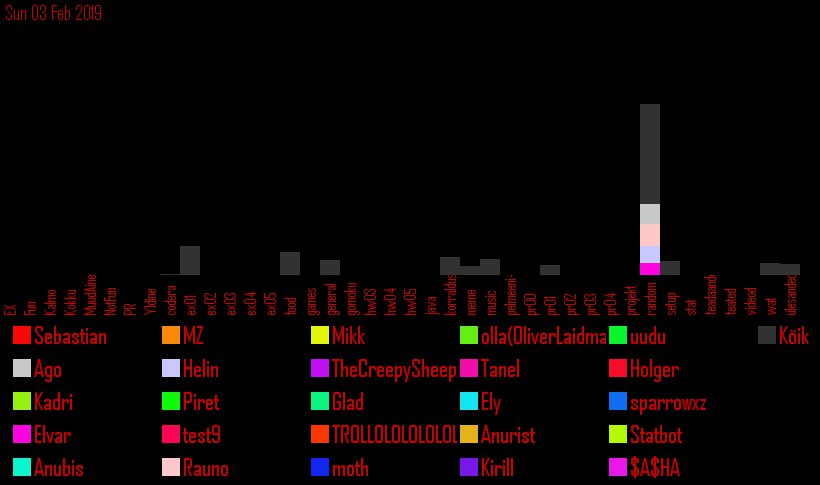 Sun 03 Feb 2019
EX Fun Kalmo Kokku MuudAine NotFun PR Yldine codera ex01 ex02 ex03 ex04 ex05 food games general gomoku hw03 hw04 hw05 java korraldus meme music pelmeeni- pr00 pr01 pr02 pr03 pr04 projekt random setup stat teadaandi teated videod wat ülesanded
Sebastian MZ Mikk olla(OliverLaidma uudu Kõik
Ago Helin TheCreepySheep Tanel Holger
Kadri Piret Glad Ely sparrowxz
Elvar test9 TROLLOLOLOLOLOL Anurist Statbot
Anubis Rauno moth Kirill $A$HA